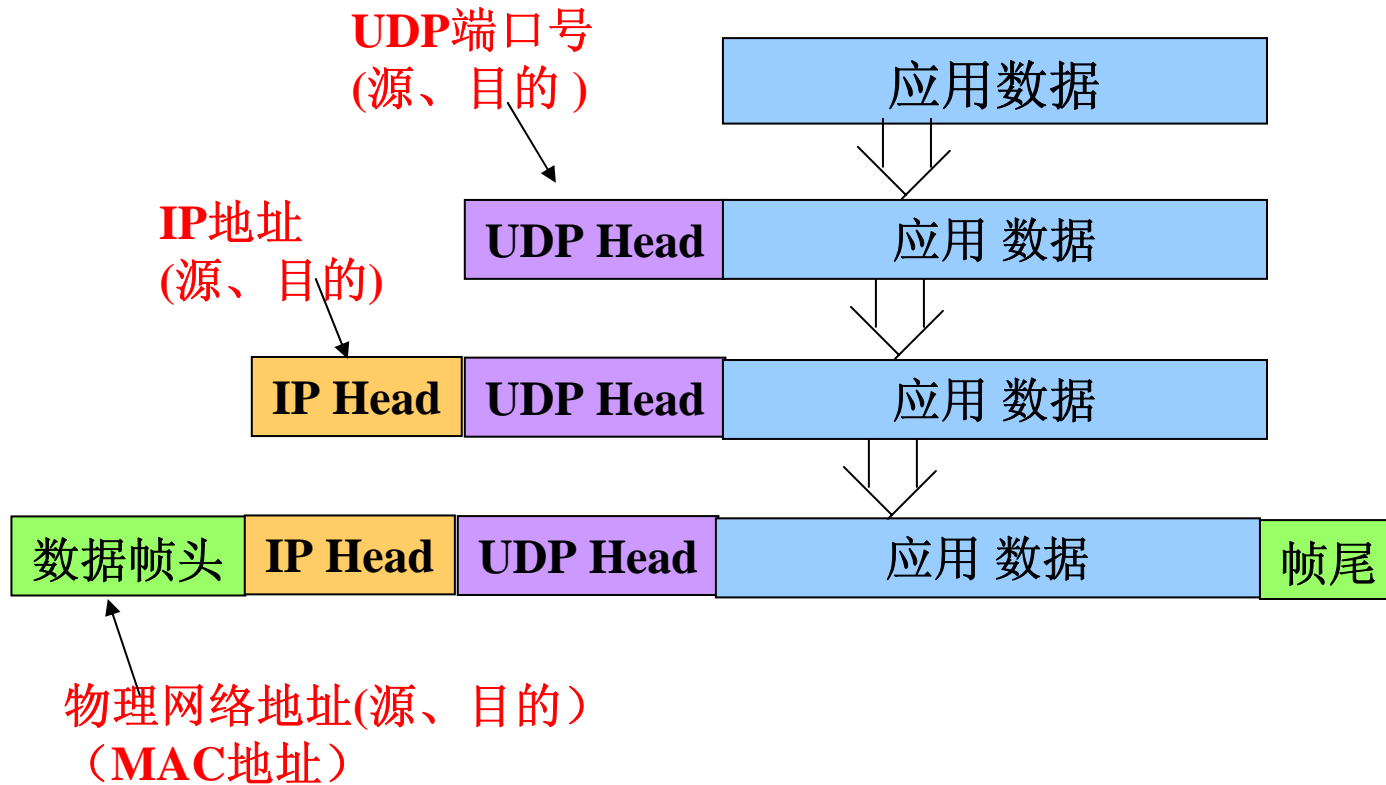 UDP端口号
(源、目的 )
应用数据
IP地址
(源、目的)
UDP Head
应用 数据
IP Head
UDP Head
应用 数据
数据帧头
IP Head
UDP Head
应用 数据
帧尾
物理网络地址(源、目的）
（MAC地址）